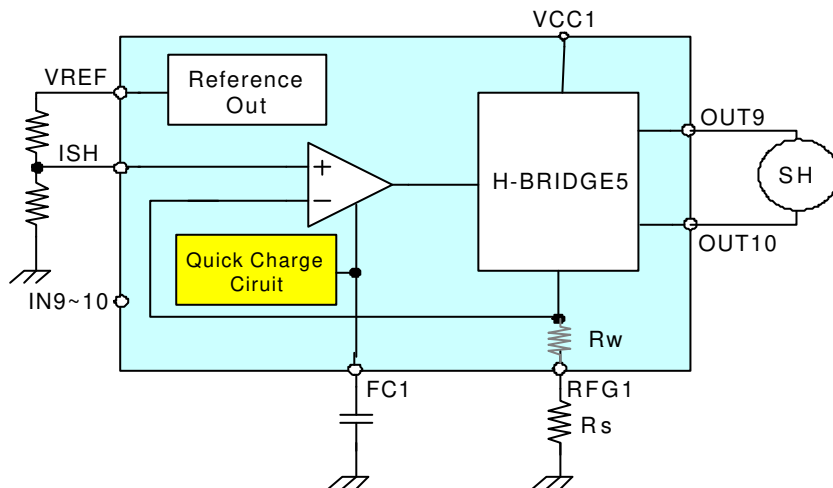 VCC1
VREF
Reference
Out
OUT9
ISH
+
H-BRIDGE5
SH
−
OUT10
Quick Charge
Ciruit
IN9~10
Rw
FC1
RFG1
Rs